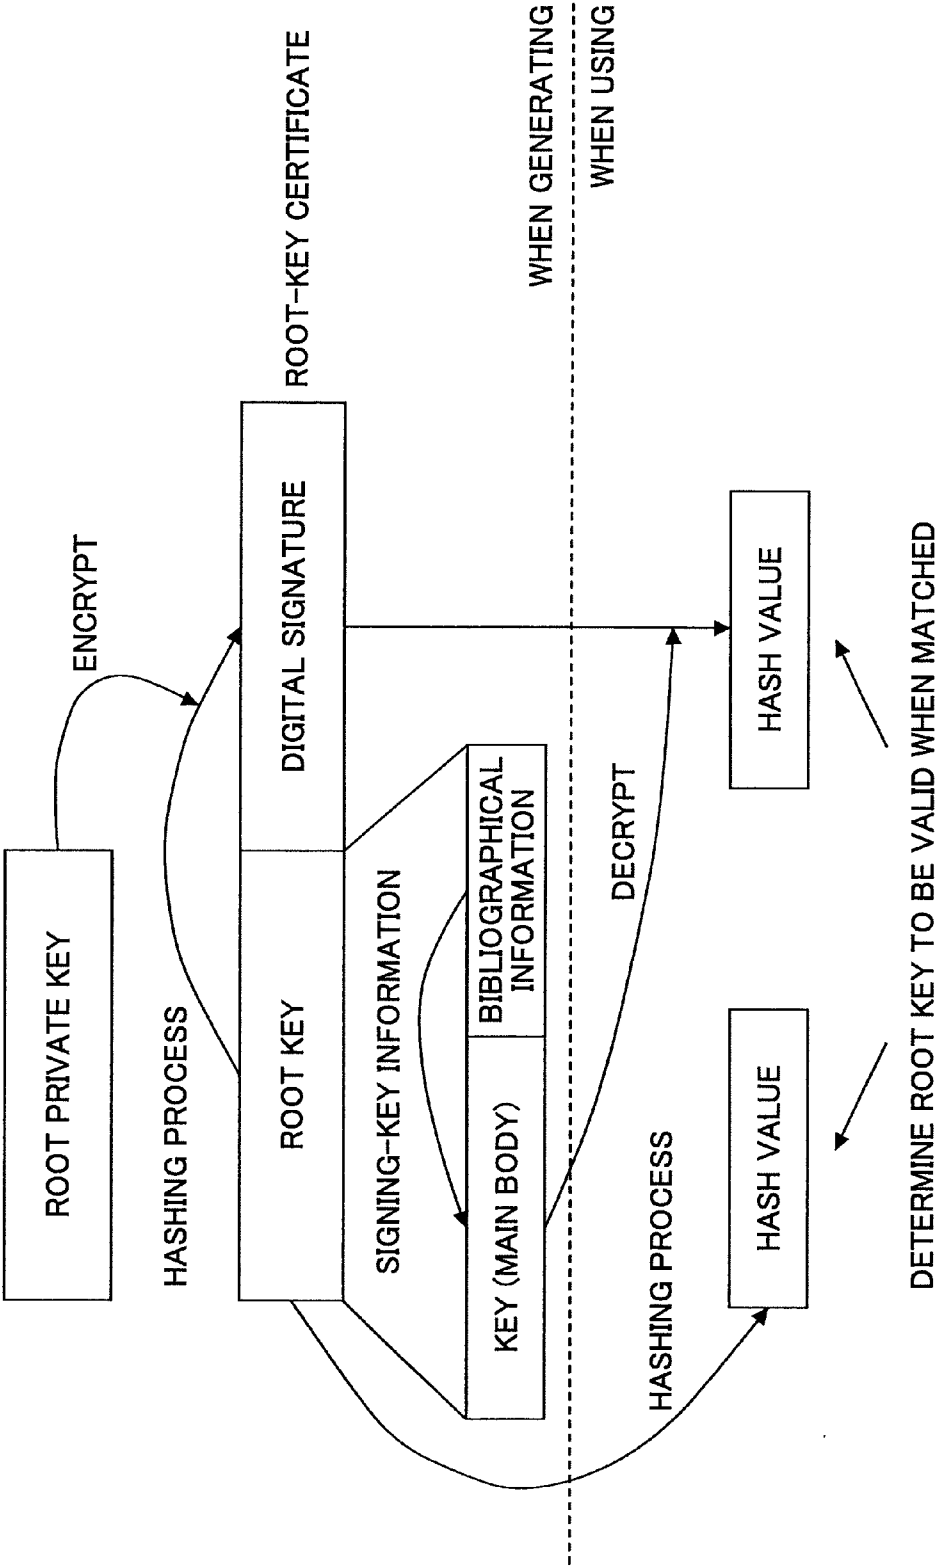 ROOT PRIVATE KEY
ENCRYPT
HASHING PROCESS
ROOT KEY
DIGITAL SIGNATURE
ROOT-KEY CERTIFICATE
SIGNING-KEY INFORMATION
KEY (MAIN BODY)
BIBLIOGRAPHICAL
INFORMATION
WHEN GENERATING
WHEN USING
DECRYPT
HASHING PROCESS
HASH VALUE
HASH VALUE
DETERMINE ROOT KEY TO BE VALID WHEN MATCHED